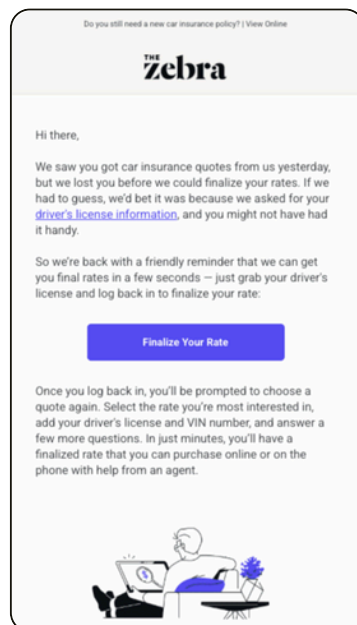 Do you still need a new car insurance policy? | View Online
THE
zebra
Hi there,
We saw you got car insurance quotes from us yesterday,
but we lost you before we could finalize your rates. If we
had to guess, we'd bet it was because we asked for your
driver's license information, and you might not have had
it handy.
So we're back with a friendly reminder that we can get
you final rates in a few seconds — just grab your driver's
license and log back in to finalize your rate:
Finalize Your Rate
Once you log back in, you'll be prompted to choose a
quote again. Select the rate you're most interested in,
add your driver's license and VIN number, and answer a
few more questions. In just minutes, you'll have a
finalized rate that you can purchase online or on the
phone with help from an agent.